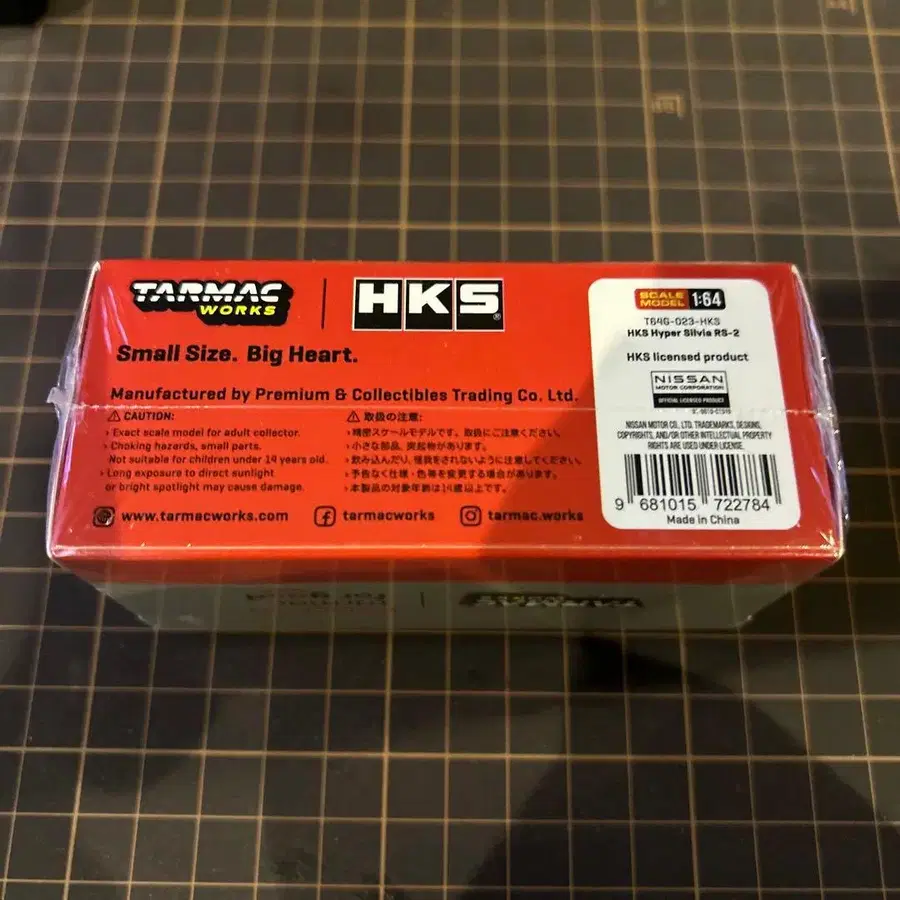 TARMAC
WORKS
HKS®
Small Size. Big Heart.
Manufactured by Premium & Collectibles Trading Co. Ltd.
⚠ CAUTION:
› Exact scale model for adult collector.
› Choking hazards, small parts.
Not suitable for children under 14 years old.
› Long exposure to direct sunlight
or bright spotlight may cause damage.
⚠ 取扱の注意:
›精密スケールモデルです。取扱にご注意ください。
›小さな部品、突起物があります。
›飲み込んだり、怪我をされないように注意してください。
›予告なく仕様・色等を変更する場合があります。
›本製品の対象年齢は14歳以上です。
www.tarmacworks.com
tarmacworks
tarmac.works
SCALE
MODEL
1:64
T64G-023-HKS
HKS Hyper Silvia RS-2
HKS licensed product
NISSAN
MOTOR CORPORATION
OFFICIAL LICENSED PRODUCT
NISSAN MOTOR CO., LTD. TRADEMARKS, DESIGNS,
COPYRIGHTS, AND/OR OTHER INTELLECTUAL PROPERTY
RIGHTS ARE USED UNDER LICENSE.
9 681015 722784
Made in China